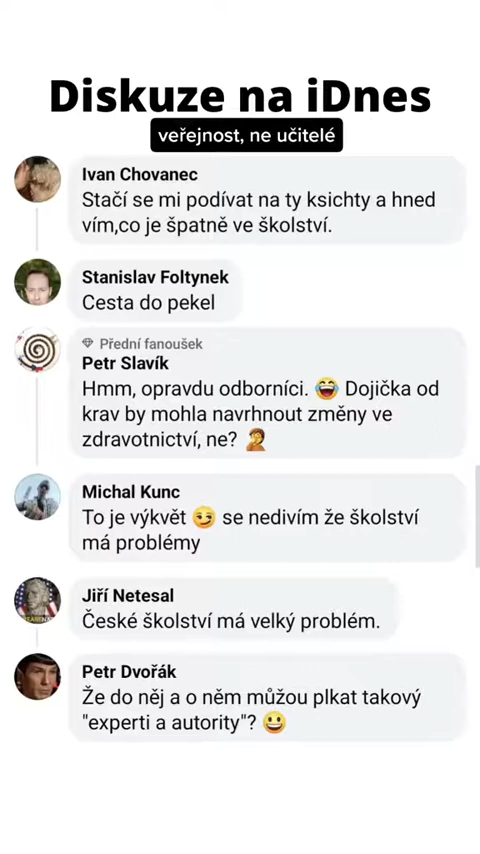 Diskuze na iDnes
veřejnost, ne učitelé
Ivan Chovanec
Stačí se mi podívat na ty ksichty a hned
vím,co je špatně ve školství.
Stanislav Foltynek
Cesta do pekel
Přední fanoušek
Petr Slavík
Hmm, opravdu odborníci. 😂 Dojička od
krav by mohla navrhnout změny ve
zdravotnictví, ne? 🤦
Michal Kunc
To je výkvět 😏 se nedivím že školství
má problémy
Jiří Netesal
České školství má velký problém.
Petr Dvořák
Že do něj a o něm můžou plkat takový
"experti a autority"? 😀